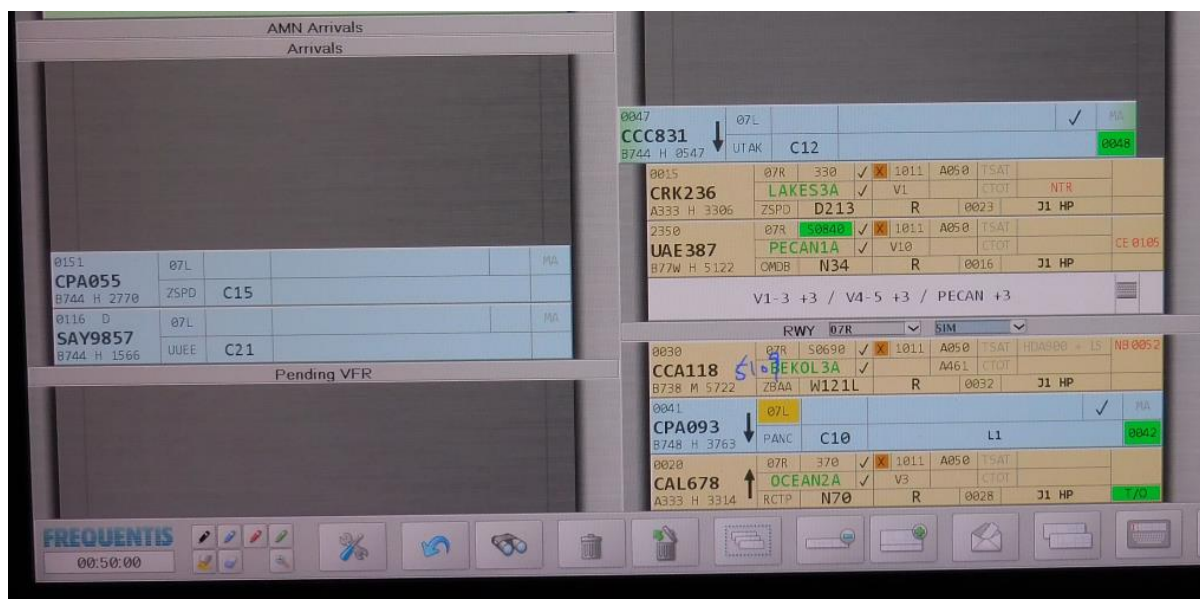 AMN Arrivals
Arrivals
0151
CPA055
B744 H 2770
07L
ZSPD
C15
MA
0116 D
SAY9857
B744 H 1566
07L
UUEE
C21
MA
Pending VFR
0047
CCC831
B744 H 0547
07L
UTAK
C12
✓
MA
0048
0015
CRK236
A333 H 3306
07R 330 ✓ X 1011 A050 TSAT
LAKES3A ✓ V1 CTOT NTR
ZSPD D213 R 0023 J1 HP
2350
UAE387
B77W H 5122
07R S0840 ✓ X 1011 A050 TSAT
PECAN1A ✓ V10 CTOT CE 0105
OMDB N34 R 0016 J1 HP
V1-3 +3 / V4-5 +3 / PECAN +3
RWY 07R SIM
0030
CCA118
B738 M 5722
07R S0690 ✓ X 1011 A050 TSAT HDA900 + LS NB 0052
BEKOL3A ✓ A461 CTOT
ZBAA W121L R 0032 J1 HP
0041
CPA093
B748 H 3763
07L
PANC
C10
L1
✓
MA
0042
0020
CAL678
A333 H 3314
07R 370 ✓ X 1011 A050 TSAT
OCEAN2A ✓ V3 CTOT
RCTP N70 R 0028 J1 HP T/O
FREQUENTIS
00:50:00